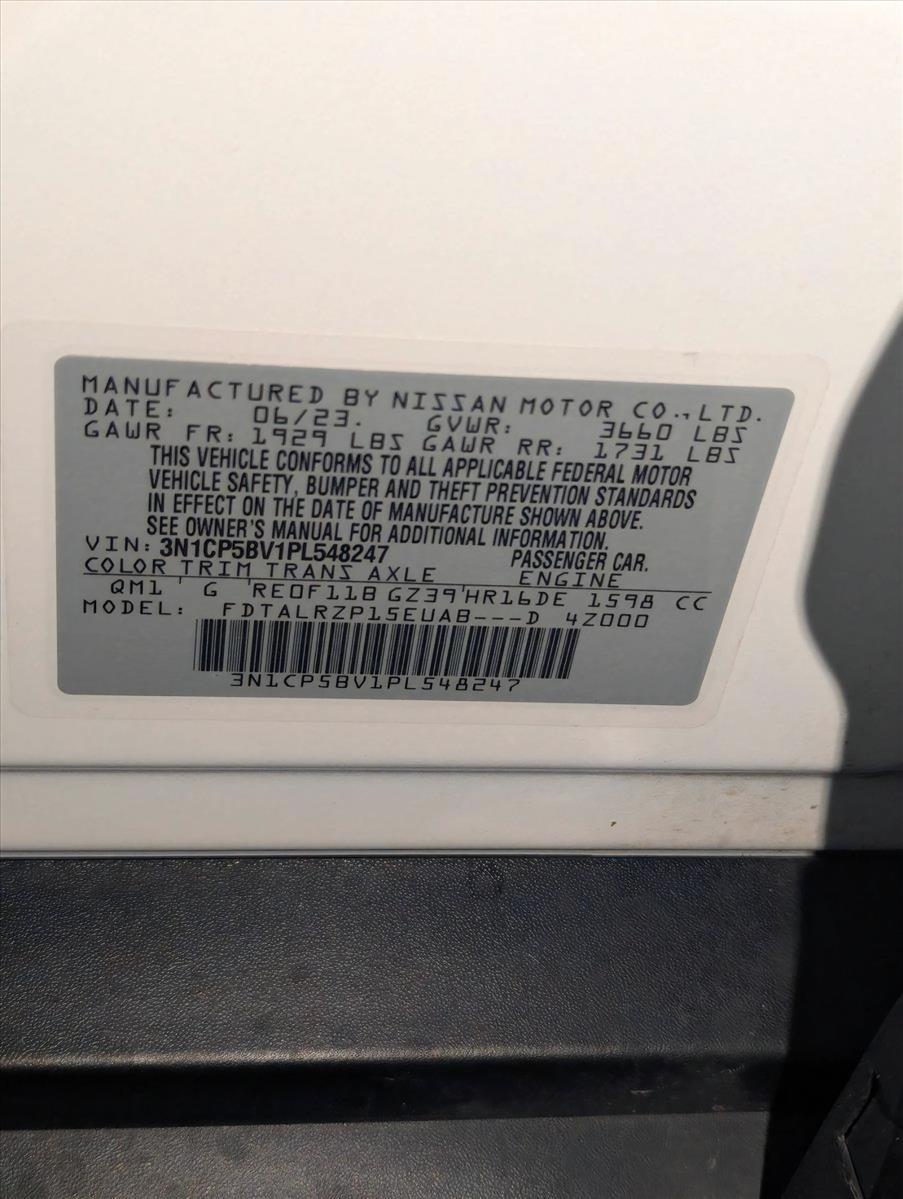 MANUFACTURED BY NISSAN MOTOR CO.,LTD.
DATE: 06/23. GVWR: 3660 LBS
GAWR FR: 1929 LBS GAWR RR: 1731 LBS
THIS VEHICLE CONFORMS TO ALL APPLICABLE FEDERAL MOTOR
VEHICLE SAFETY, BUMPER AND THEFT PREVENTION STANDARDS
IN EFFECT ON THE DATE OF MANUFACTURE SHOWN ABOVE.
SEE OWNER'S MANUAL FOR ADDITIONAL INFORMATION.
VIN: 3N1CP5BV1PL548247 PASSENGER CAR.
COLOR TRIM TRANS AXLE ENGINE
QM1 ' G 'RE0F11B GZ39'HR16DE 1598 CC
MODEL: FDTALRZP15EUAB---D 4Z000
3N1CP5BV1PL548247